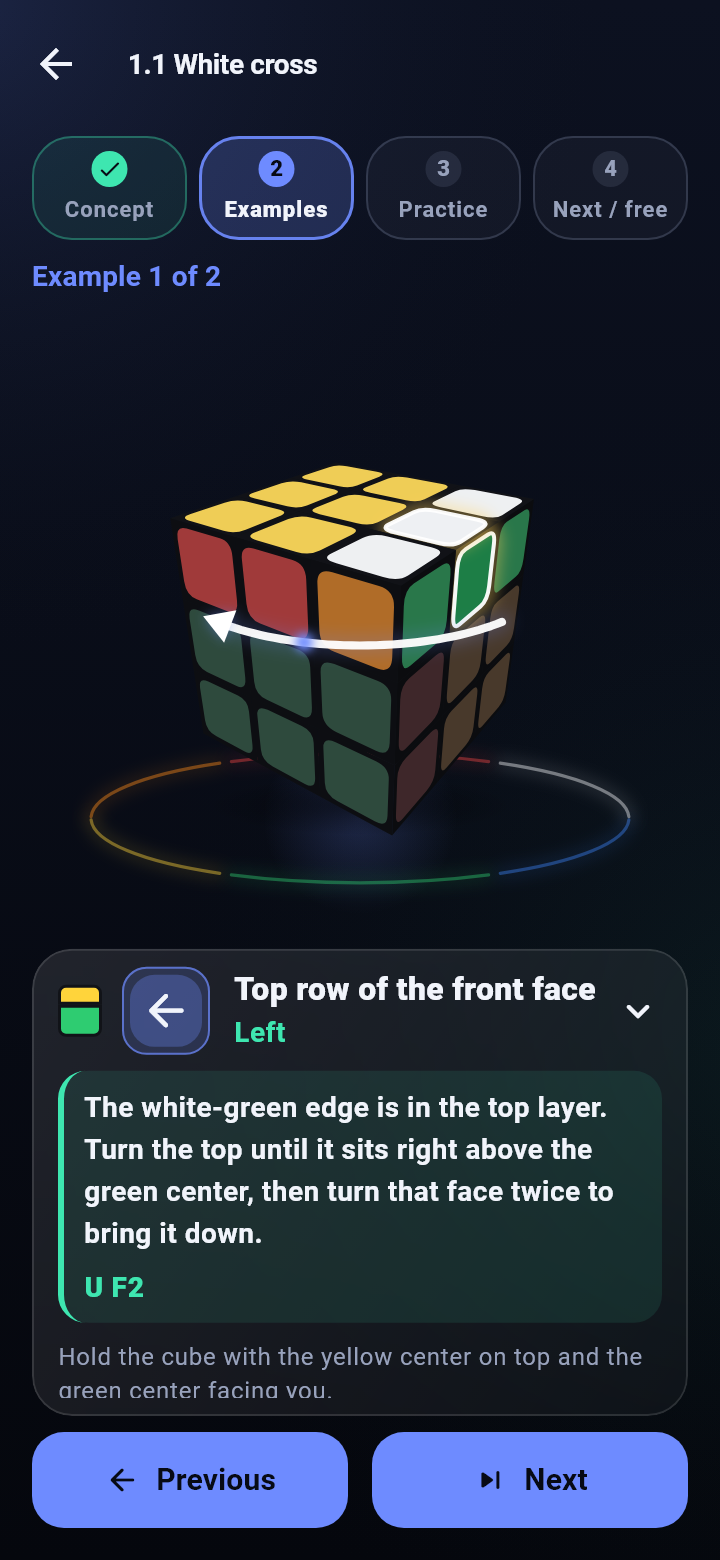 1.1 White cross
Concept
2
Examples
3
Practice
4
Next / free
Example 1 of 2
Top row of the front face
Left
The white-green edge is in the top layer.
Turn the top until it sits right above the
green center, then turn that face twice to
bring it down.
U F2
Hold the cube with the yellow center on top and the
green center facing you.
Previous
Next